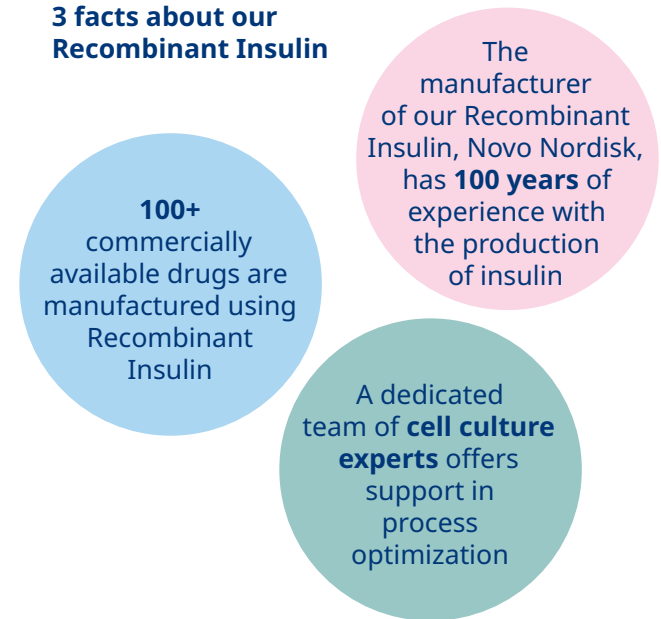 3 facts about our
Recombinant Insulin
The
manufacturer
of our Recombinant
Insulin, Novo Nordisk,
has 100 years of
experience with
the production
of insulin
100+
commercially
available drugs are
manufactured using
Recombinant
Insulin
A dedicated
team of cell culture
experts offers
support in
process
optimization